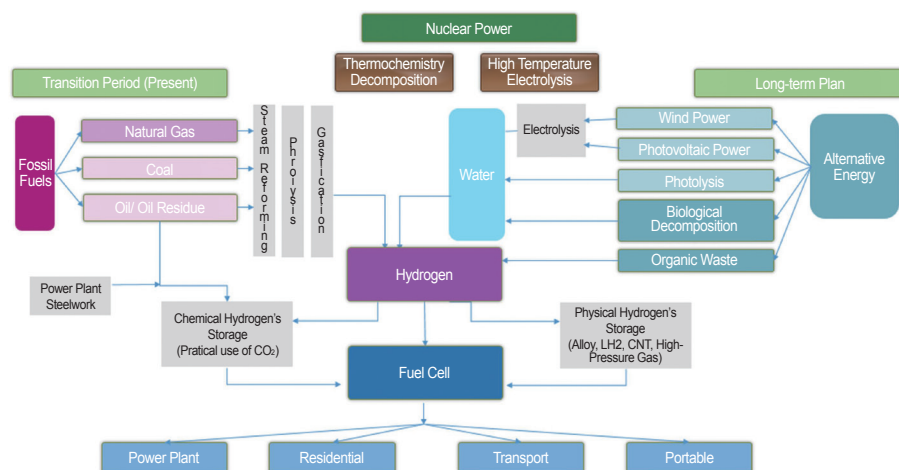 Nuclear Power
Thermochemistry
Decomposition
High Temperature
Electrolysis
Transition Period (Present)
Long-term Plan
Fossil
Fuels
Natural Gas
Coal
Oil/ Oil Residue
Steam Reforming
Phrolysis
Gastication
Water
Electrolysis
Wind Power
Photovoltaic Power
Photolysis
Biological
Decomposition
Organic Waste
Alternative
Energy
Hydrogen
Power Plant
Steelwork
Chemical Hydrogen's
Storage
(Pratical use of CO₂)
Physical Hydrogen's
Storage
(Alloy, LH2, CNT, High-
Pressure Gas)
Fuel Cell
Power Plant
Residential
Transport
Portable